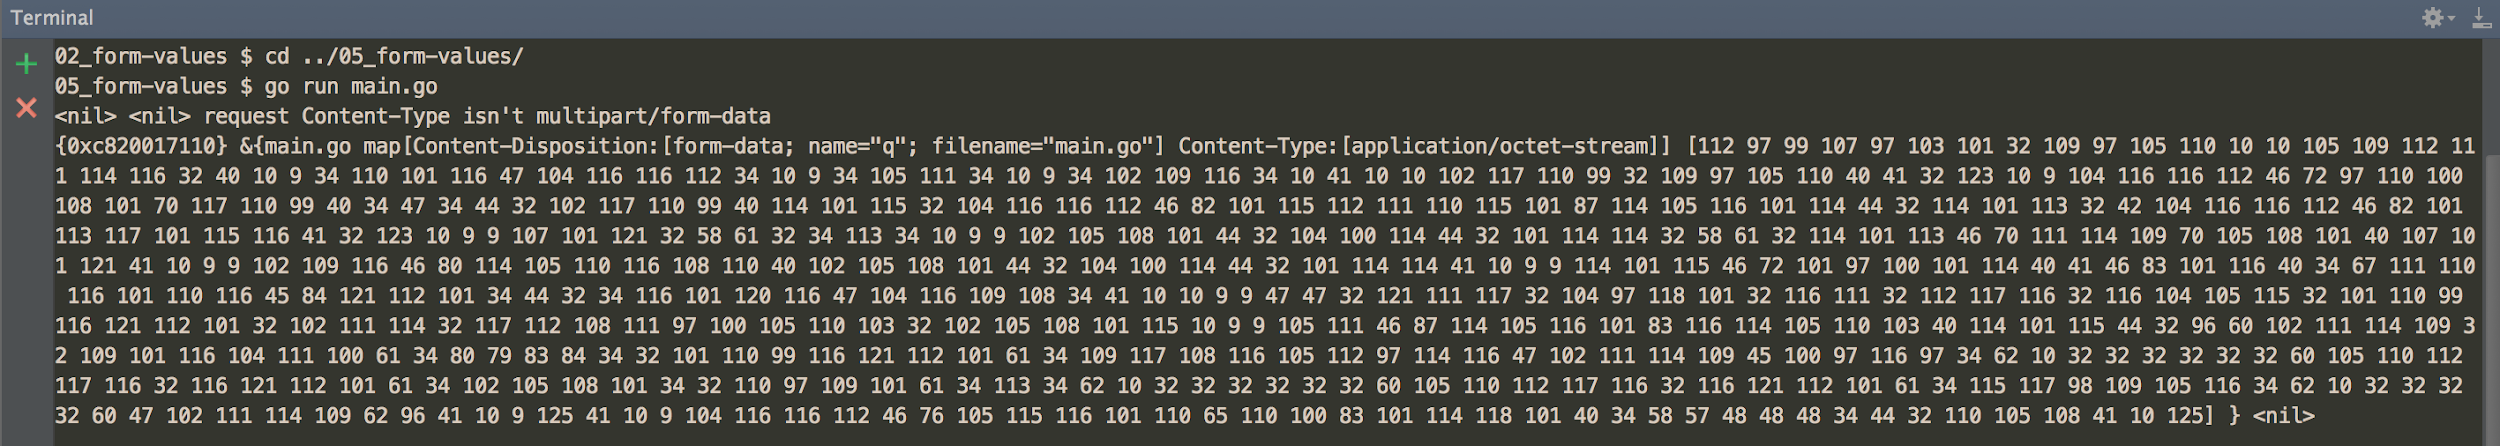 Terminal
02_form-values $ cd ../05_form-values/
05_form-values $ go run main.go
<nil> <nil> request Content-Type isn't multipart/form-data
{0xc820017110} &{main.go map[Content-Disposition:[form-data; name="q"; filename="main.go"] Content-Type:[application/octet-stream]] [112 97 99 107 97 103 101 32 109 97 105 110 10 10 105 109 112 11
1 114 116 32 40 10 9 34 110 101 116 47 104 116 116 112 34 10 9 34 105 111 34 10 9 34 102 109 116 34 10 41 10 10 102 117 110 99 32 109 97 105 110 40 41 32 123 10 9 104 116 116 112 46 72 97 110 100
108 101 70 117 110 99 40 34 47 34 44 32 102 117 110 99 40 114 101 115 32 104 116 116 112 46 82 101 115 112 111 110 115 101 87 114 105 116 101 114 44 32 114 101 113 32 42 104 116 116 112 46 82 101
113 117 101 115 116 41 32 123 10 9 9 107 101 121 32 58 61 32 34 113 34 10 9 9 102 105 108 101 44 32 104 100 114 44 32 101 114 114 32 58 61 32 114 101 113 46 70 111 114 109 70 105 108 101 40 107 10
1 121 41 10 9 9 102 109 116 46 80 114 105 110 116 108 110 40 102 105 108 101 44 32 104 100 114 44 32 101 114 114 41 10 9 9 114 101 115 46 72 101 97 100 101 114 40 41 46 83 101 116 40 34 67 111 110
116 101 110 116 45 84 121 112 101 34 44 32 34 116 101 120 116 47 104 116 109 108 34 41 10 10 9 9 47 47 32 121 111 117 32 104 97 118 101 32 116 111 32 112 117 116 32 116 104 105 115 32 101 110 99
116 121 112 101 32 102 111 114 32 117 112 108 111 97 100 105 110 103 32 102 105 108 101 115 10 9 9 105 111 46 87 114 105 116 101 83 116 114 105 110 103 40 114 101 115 44 32 96 60 102 111 114 109 3
2 109 101 116 104 111 100 61 34 80 79 83 84 34 32 101 110 99 116 121 112 101 61 34 109 117 108 116 105 112 97 114 116 47 102 111 114 109 45 100 97 116 97 34 62 10 32 32 32 32 32 32 60 105 110 112
117 116 32 116 121 112 101 61 34 102 105 108 101 34 32 110 97 109 101 61 34 113 34 62 10 32 32 32 32 32 32 60 105 110 112 117 116 32 116 121 112 101 61 34 115 117 98 109 105 116 34 62 10 32 32 32
32 60 47 102 111 114 109 62 96 41 10 9 125 41 10 9 104 116 116 112 46 76 105 115 116 101 110 65 110 100 83 101 114 118 101 40 34 58 57 48 48 48 34 44 32 110 105 108 41 10 125] } <nil>